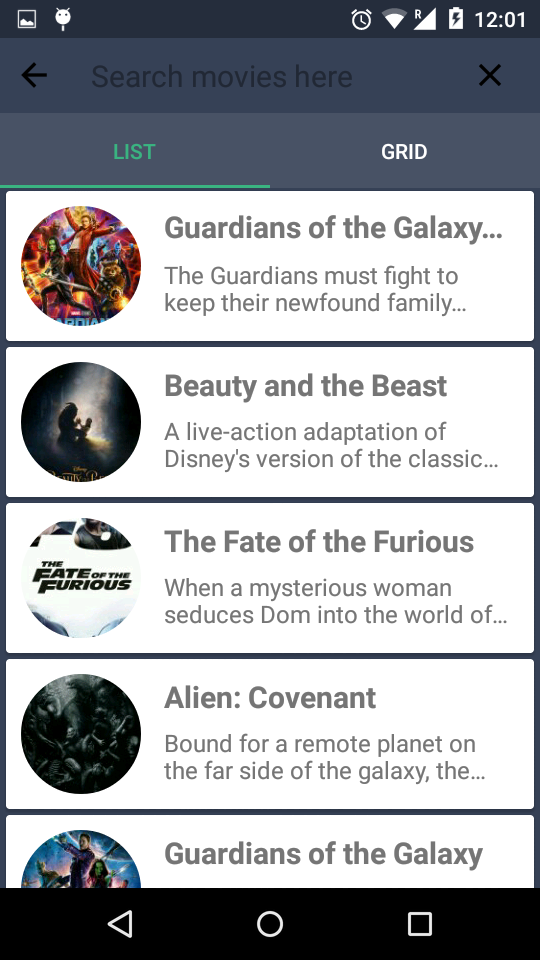 R
12:01
Search movies here
LIST
GRID
Guardians of the Galaxy...
The Guardians must fight to
keep their newfound family...
Beauty and the Beast
A live-action adaptation of
Disney's version of the classic...
THE
FATE OF THE
FURIOUS
The Fate of the Furious
When a mysterious woman
seduces Dom into the world of...
Alien: Covenant
Bound for a remote planet on
the far side of the galaxy, the...
Guardians of the Galaxy